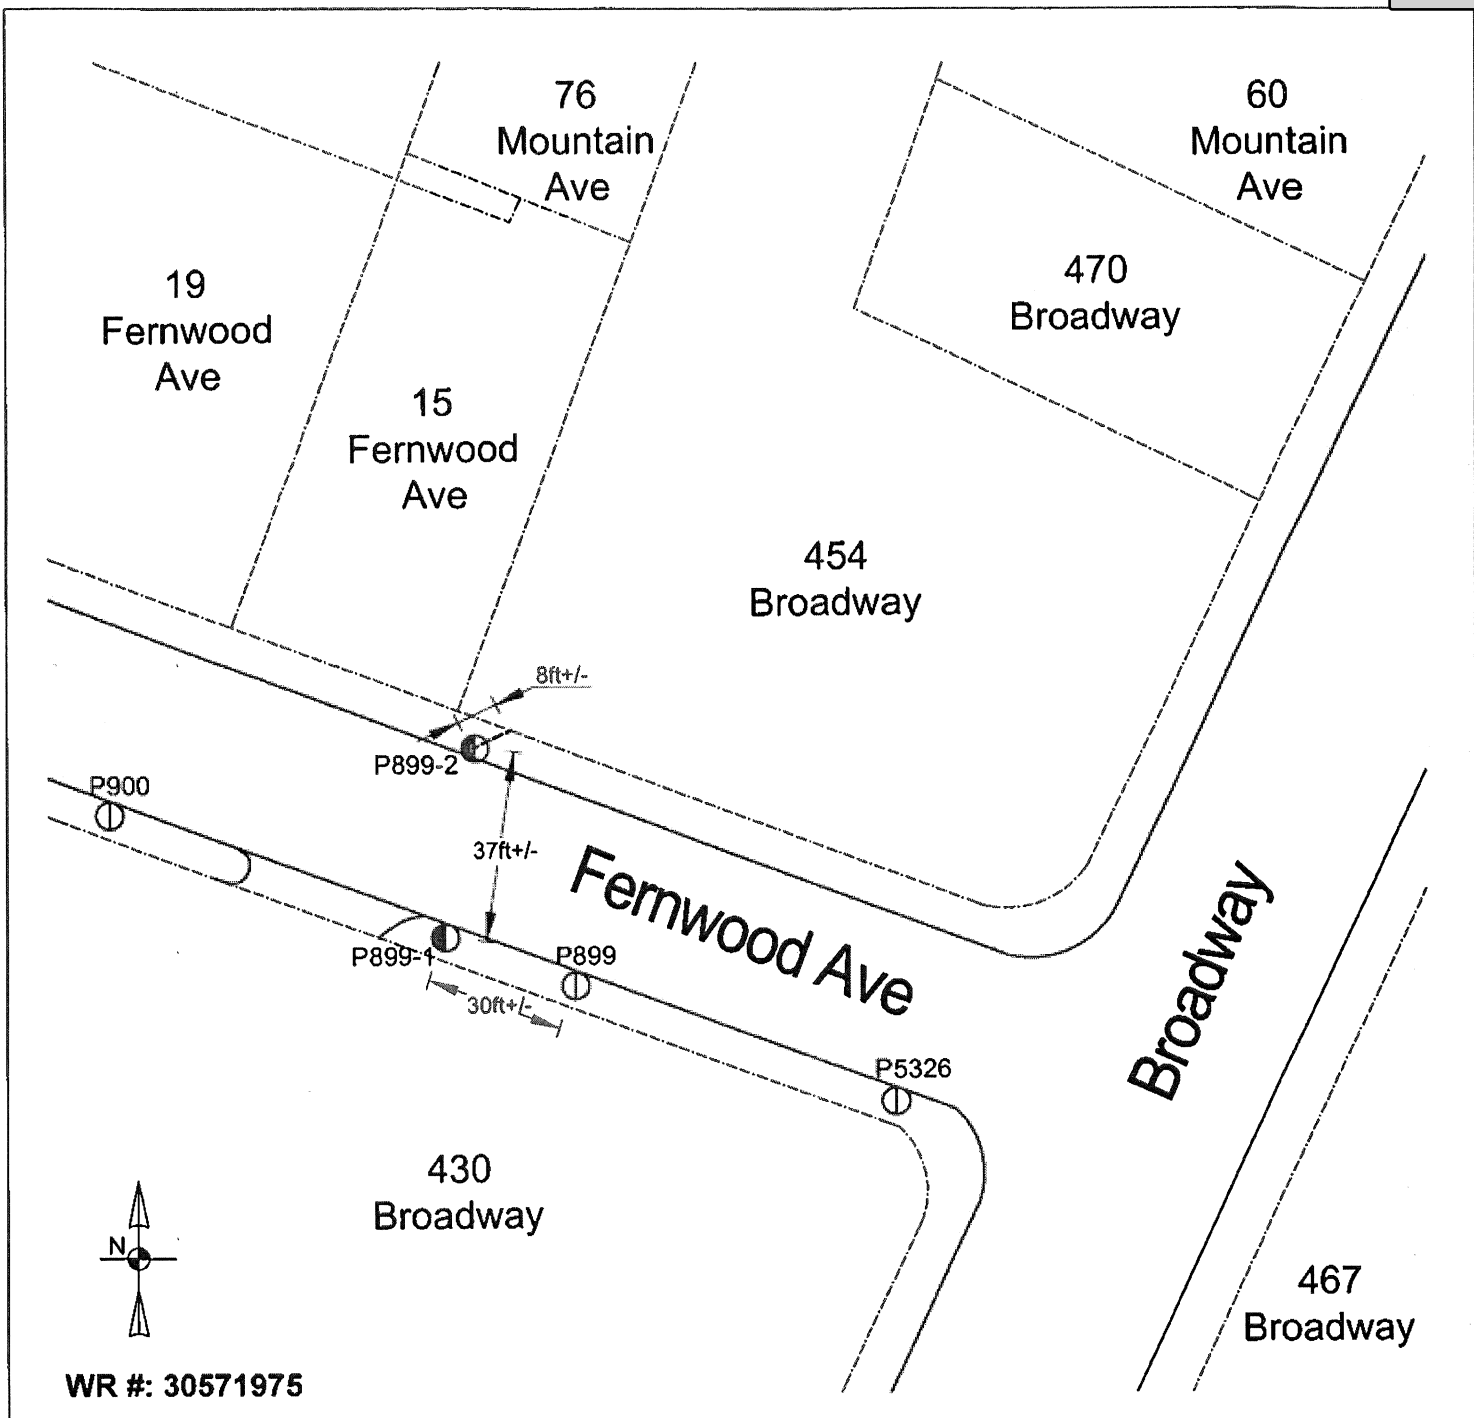 76
Mountain
Ave
60
Mountain
Ave
19
Fernwood
Ave
470
Broadway
15
Fernwood
Ave
454
Broadway
8ft+/-
P899-2
P900
37ft+/-
Fernwood Ave
Broadway
P899-1
P899
30ft+/-
P5326
430
Broadway
N
467
Broadway
WR #: 30571975